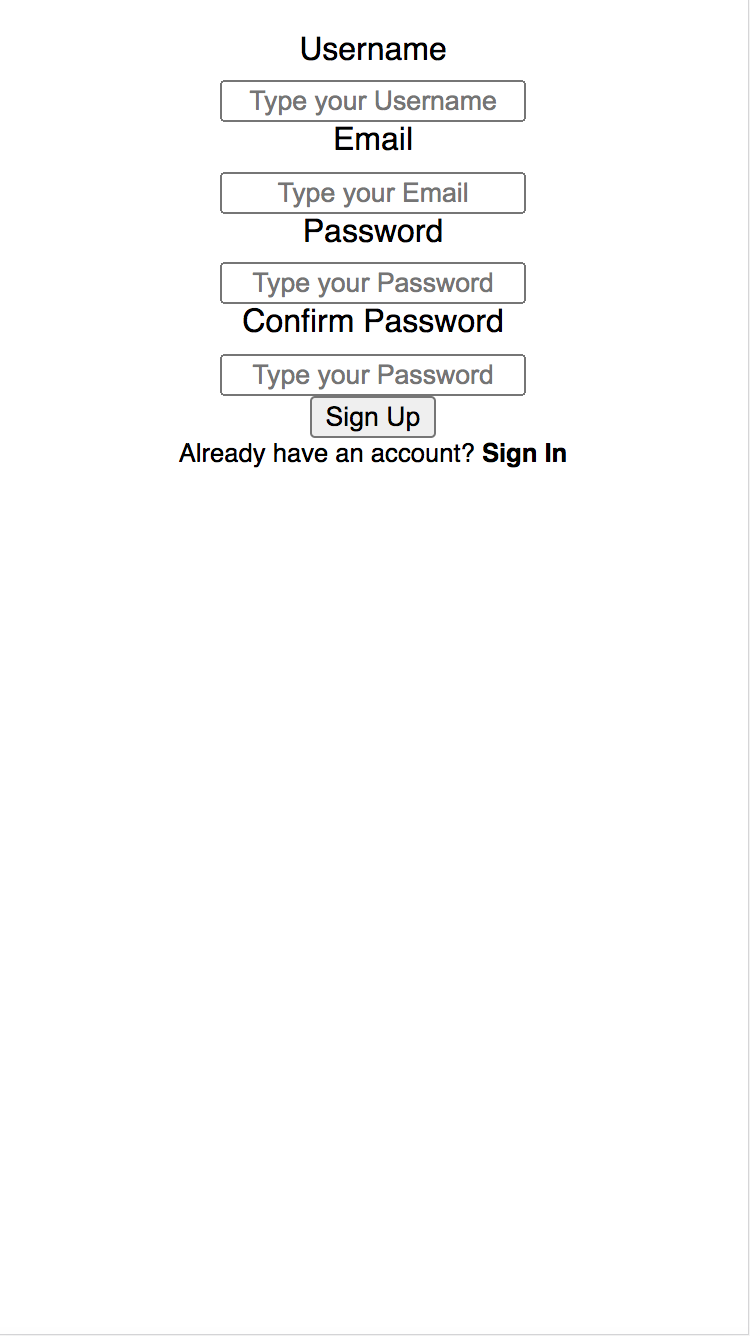 Username
Type your Username
Email
Type your Email
Password
Type your Password
Confirm Password
Type your Password
Sign Up
Already have an account? Sign In